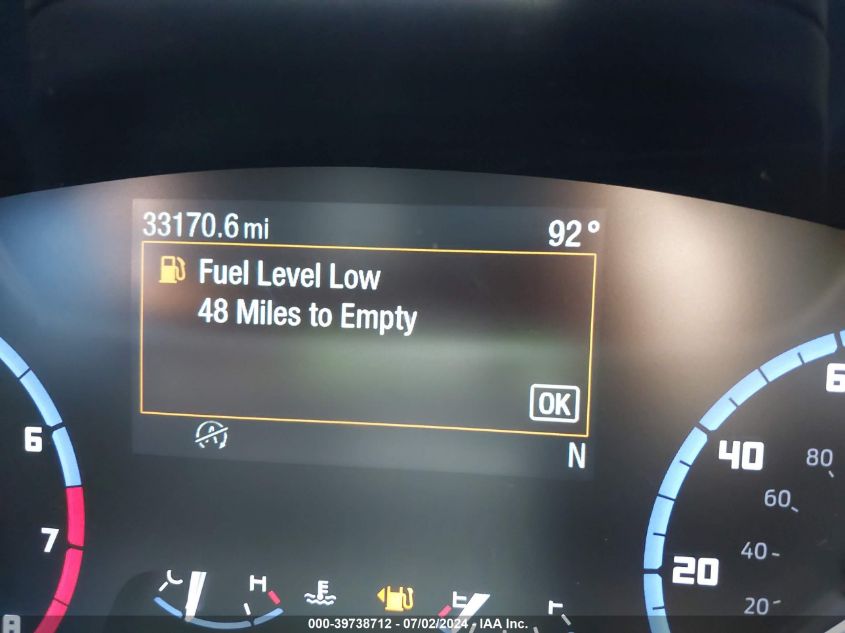 33170.6 mi 92°
Fuel Level Low
48 Miles to Empty
OK
N
6
7
6
40
20
80
60
40
20
C H
E
000-39738712 - 07/02/2024 - IAA Inc.